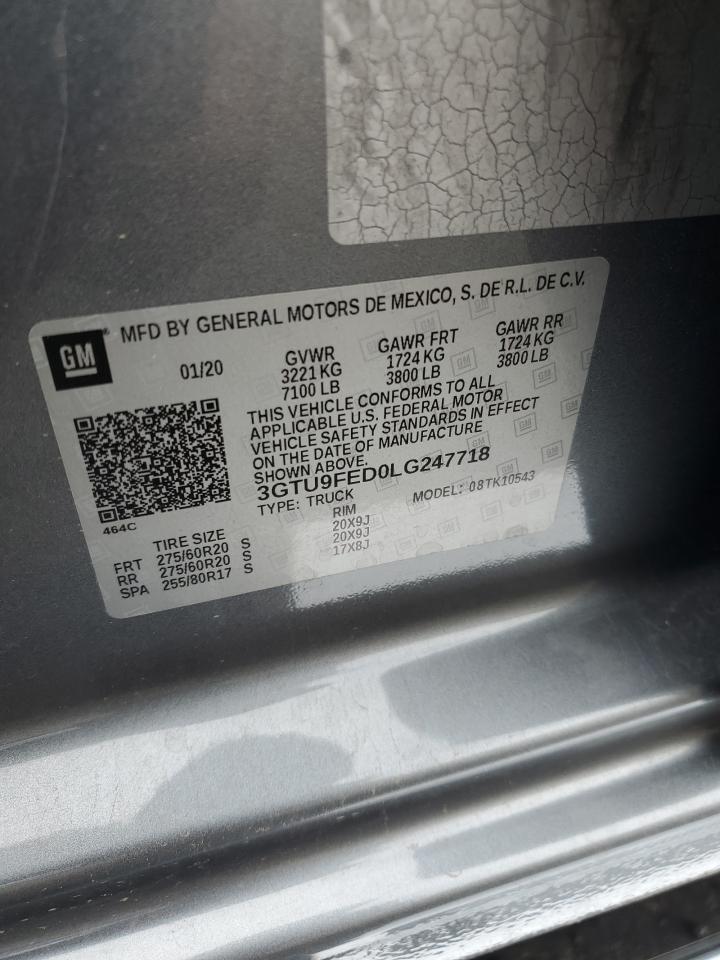 GM
MFD BY GENERAL MOTORS DE MEXICO, S. DE R.L. DE C.V.
01/20
GVWR
3221 KG
7100 LB
GAWR FRT
1724 KG
3800 LB
GAWR RR
1724 KG
3800 LB
THIS VEHICLE CONFORMS TO ALL
APPLICABLE U.S. FEDERAL MOTOR
VEHICLE SAFETY STANDARDS IN EFFECT
ON THE DATE OF MANUFACTURE
SHOWN ABOVE.
3GTU9FED0LG247718
TYPE: TRUCK
MODEL: 08TK10543
464C
TIRE SIZE
RIM
FRT 275/60R20 S 20X9J
RR 275/60R20 S 20X9J
SPA 255/80R17 S 17X8J